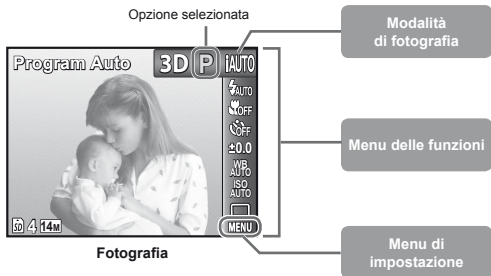 Opzione selezionata
Modalità
di fotografia
Program Auto 3D P iAUTO
AUTO
OFF
OFF
±0.0
WB
AUTO
ISO
AUTO
Menu delle funzioni
SD 4 14M MENU
Fotografia
Menu di
impostazione